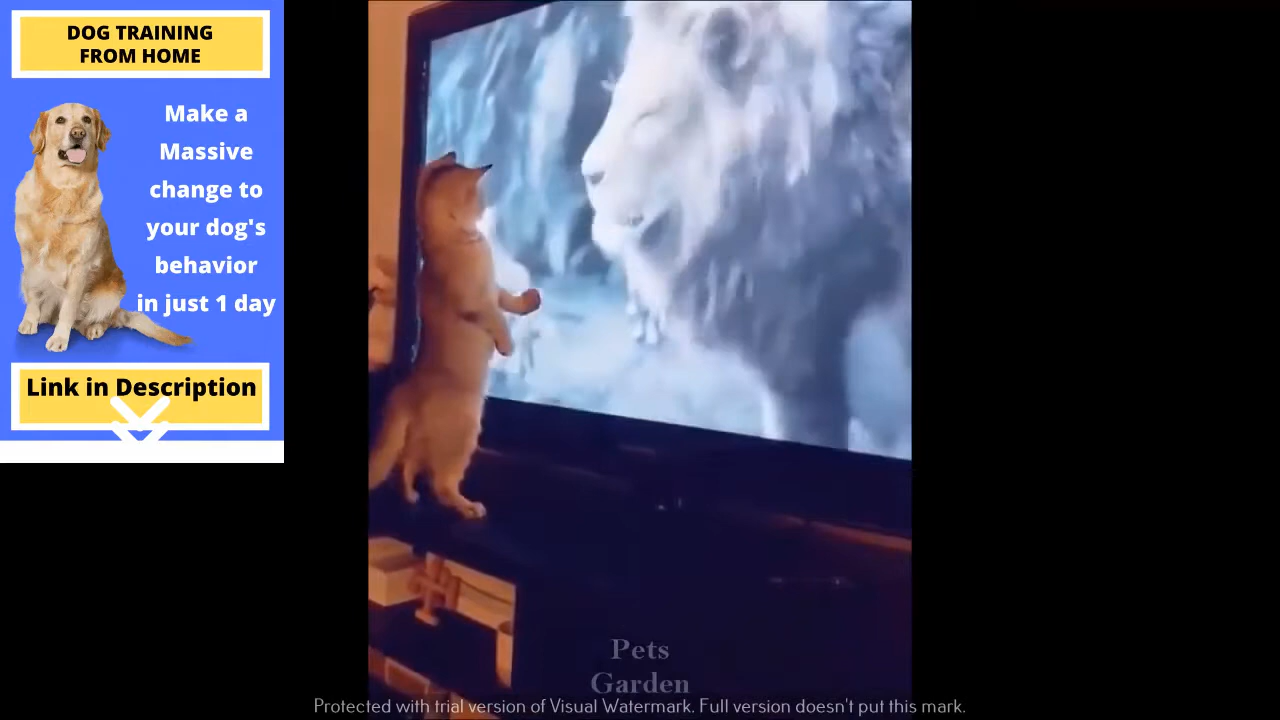 DOG TRAINING
FROM HOME
Make a
Massive
change to
your dog's
behavior
in just 1 day
Link in Description
Pets
Garden
Protected with trial version of Visual Watermark. Full version doesn't put this mark.